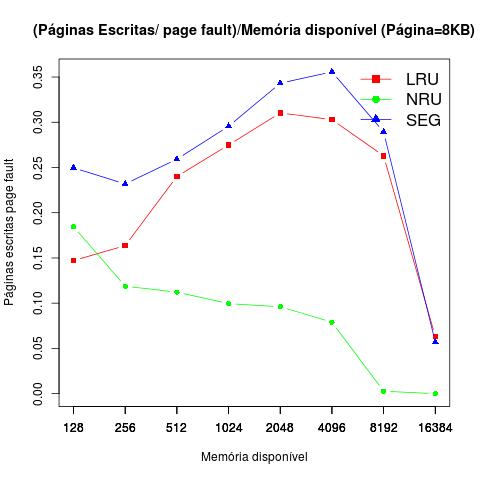 (Páginas Escritas/ page fault)/Memória disponível (Página=8KB)
LRU
NRU
SEG
Páginas escritas page fault
0.35
0.30
0.25
0.20
0.15
0.10
0.05
0.00
128 256 512 1024 2048 4096 8192 16384
Memória disponível